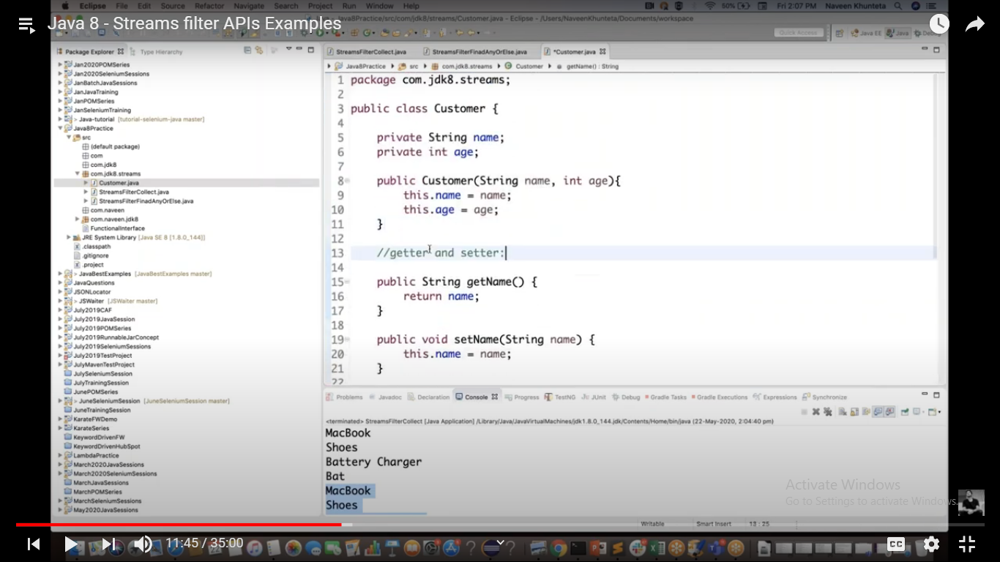 Eclipse File Edit Source Refactor Navigate Search Project Run Window Help
50% Fri 2:07 PM Naveen Khunteta
Java8Practice/src/com/jdk8/streams/Customer.java - Eclipse - /Users/NaveenKhunteta/Documents/workspace
Java 8 - Streams filter APIs Examples
Quick Access Java EE Java Debug
Package Explorer Type Hierarchy
Jan2020POMSeries
Jan2020SeleniumSessions
JanBatchJavaSessions
JanJavaTraining
JanPOMSeries
JanSeleniumTraining
> Java-tutorial [tutorial-selenium-java master]
Java8Practice
src
(default package)
com
com.jdk8
com.jdk8.streams
Customer.java
StreamsFilterCollect.java
StreamsFilterFinadAnyOrElse.java
com.naveen
com.naveen.jdk8
FunctionalInterface
JRE System Library [Java SE 8 [1.8.0_144]]
.classpath
.gitignore
.project
> JavaBestExamples [JavaBestExamples master]
JavaQuestions
JSONLocator
> JSWaiter [JSWaiter master]
July2019CAF
July2019JavaSession
July2019POMSeries
July2019RunnableJarConcept
July2019SeleniumSessions
July2019TestProject
JulyMavenTestProject
JulySeleniumSession
JulyTrainingSession
JunePOMSeries
> JuneSeleniumSession [JuneSeleniumSession master]
JuneTrainingSession
KarateFWDemo
KarateSeries
KeywordDrivenFW
KeywordDrivenHubSpot
LambdaPractice
March2020JavaSessions
March2020SeleniumSessions
MarchJavaSessions
MarchPOMSeries
MarchSeleniumSessions
May2020JavaSessions
StreamsFilterCollect.java StreamsFilterFinadAnyOrElse.java *Customer.java
Java8Practice src com.jdk8.streams Customer getName() : String
1 package com.jdk8.streams;
2
3 public class Customer {
4
5 private String name;
6 private int age;
7
8 public Customer(String name, int age){
9 this.name = name;
10 this.age = age;
11 }
12
13 //getter and setter:
14
15 public String getName() {
16 return name;
17 }
18
19 public void setName(String name) {
20 this.name = name;
21 }
22
Problems Javadoc Declaration Console Progress TestNG JUnit Debug Gradle Tasks Gradle Executions Expressions Synchronize
<terminated> StreamsFilterCollect [Java Application] /Library/Java/JavaVirtualMachines/jdk1.8.0_144.jdk/Contents/Home/bin/java (22-May-2020, 2:04:40 pm)
MacBook
Shoes
Battery Charger
Bat
MacBook
Shoes
Activate Windows
Go to Settings to activate Windows.
Writable Smart Insert 13 : 25
11:45 / 35:00
CC